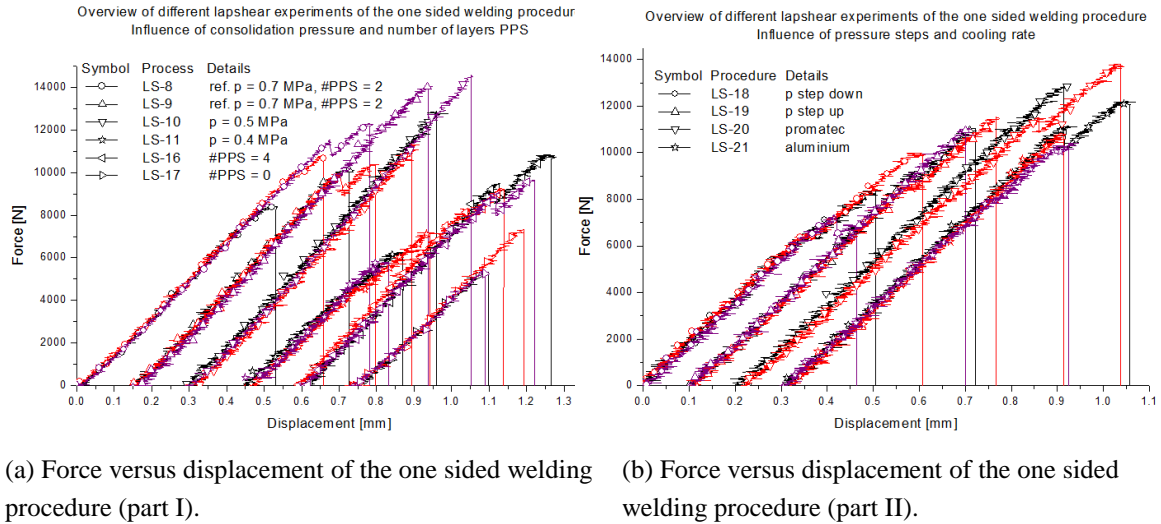 Overview of different lapshear experiments of the one sided welding procedur
Influence of consolidation pressure and number of layers PPS
Symbol Process Details
LS-8 ref. p = 0.7 MPa, #PPS = 2
LS-9 ref. p = 0.7 MPa, #PPS = 2
LS-10 p = 0.5 MPa
LS-11 p = 0.4 MPa
LS-16 #PPS = 4
LS-17 #PPS = 0
Force [N]
14000
12000
10000
8000
6000
4000
2000
0
0.0 0.1 0.2 0.3 0.4 0.5 0.6 0.7 0.8 0.9 1.0 1.1 1.2 1.3
Displacement [mm]
(a) Force versus displacement of the one sided welding
procedure (part I).
Overview of different lapshear experiments of the one sided welding procedure
Influence of pressure steps and cooling rate
Symbol Procedure Details
LS-18 p step down
LS-19 p step up
LS-20 promatec
LS-21 aluminium
Force [N]
14000
12000
10000
8000
6000
4000
2000
0
0.0 0.1 0.2 0.3 0.4 0.5 0.6 0.7 0.8 0.9 1.0 1.1
Displacement [mm]
(b) Force versus displacement of the one sided
welding procedure (part II).